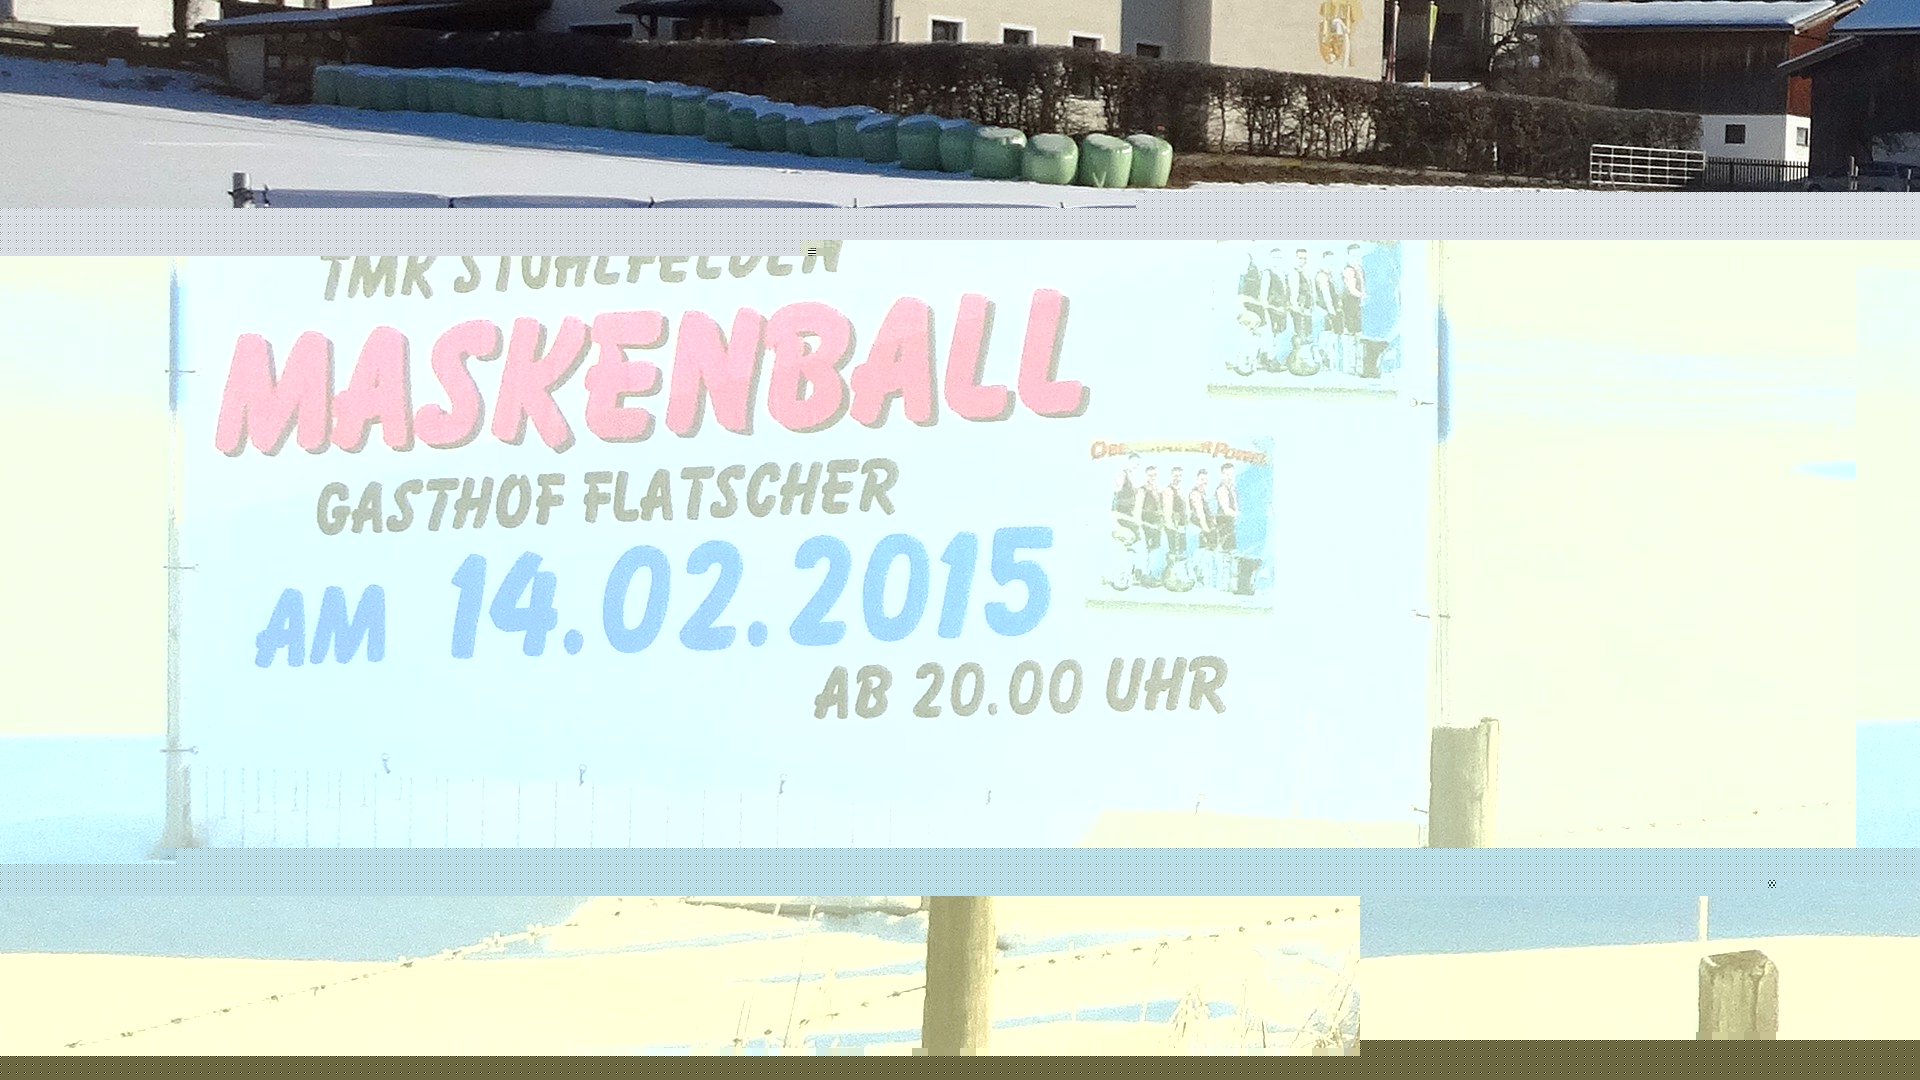 TMK STUHLFELDEN
MASKENBALL
GASTHOF FLATSCHER
AM 14.02.2015
AB 20.00 UHR